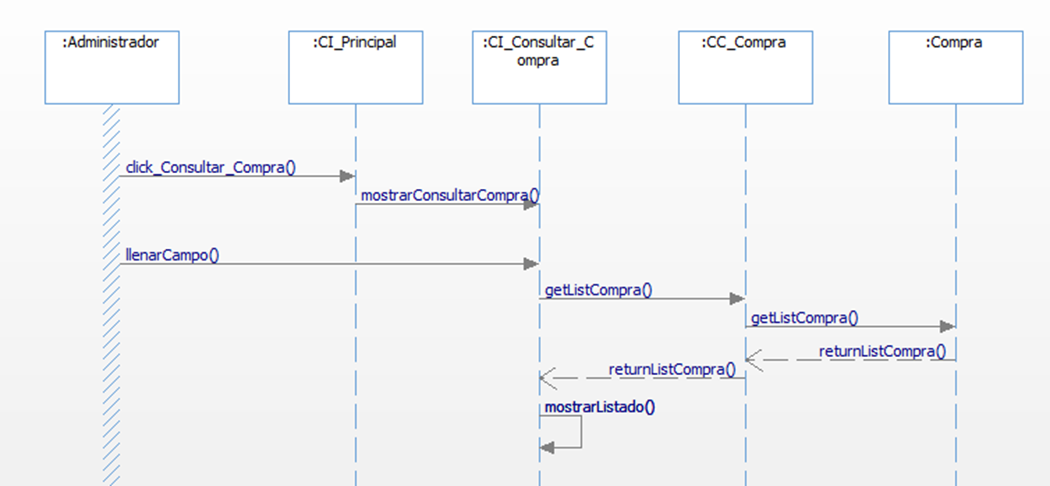 :Administrador
:CI_Principal
:CI_Consultar_C
ompra
:CC_Compra
:Compra
click_Consultar_Compra()
mostrarConsultarCompra()
llenarCampo()
getListCompra()
getListCompra()
returnListCompra()
returnListCompra()
mostrarListado()